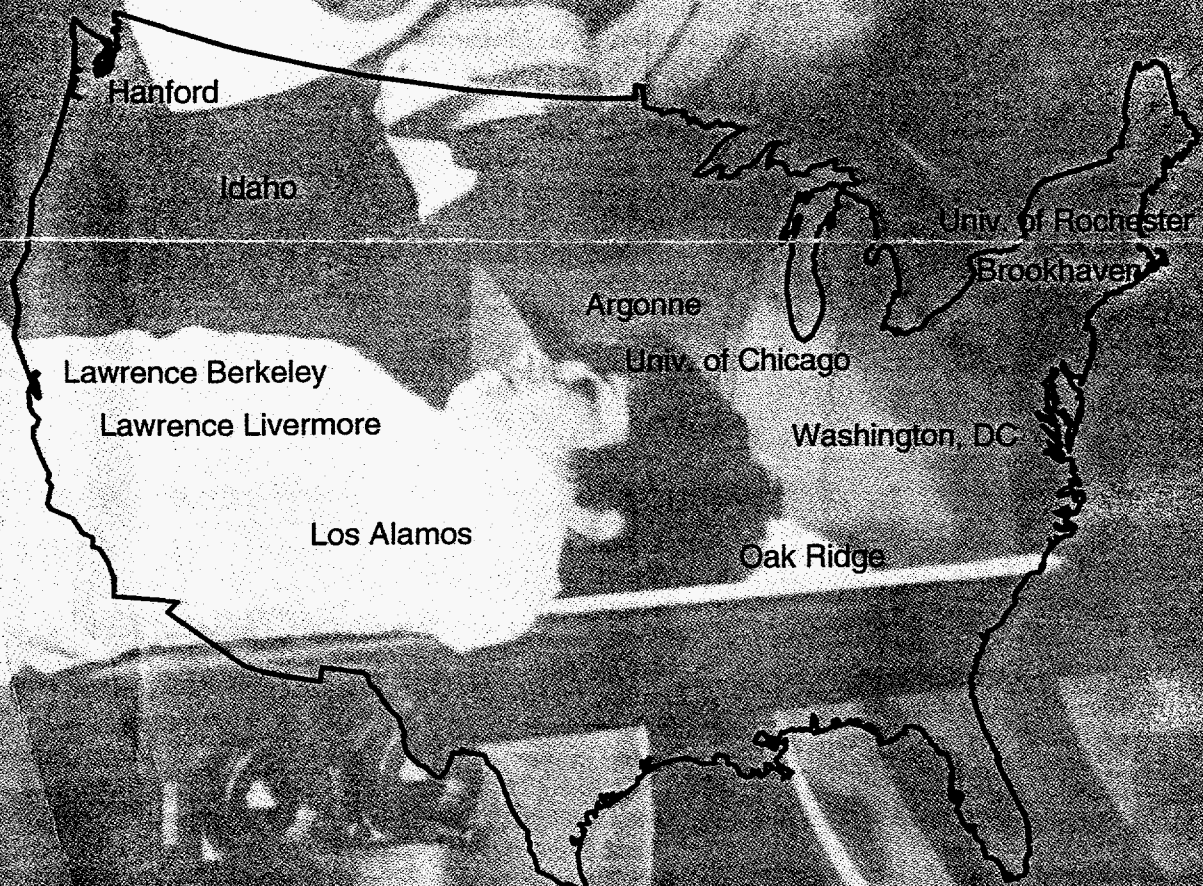 Hanford
Idaho
Univ. of Rochester
Brookhaven
Argonne
Univ. of Chicago
Lawrence Berkeley
Lawrence Livermore
Washington, DC
Los Alamos
Oak Ridge